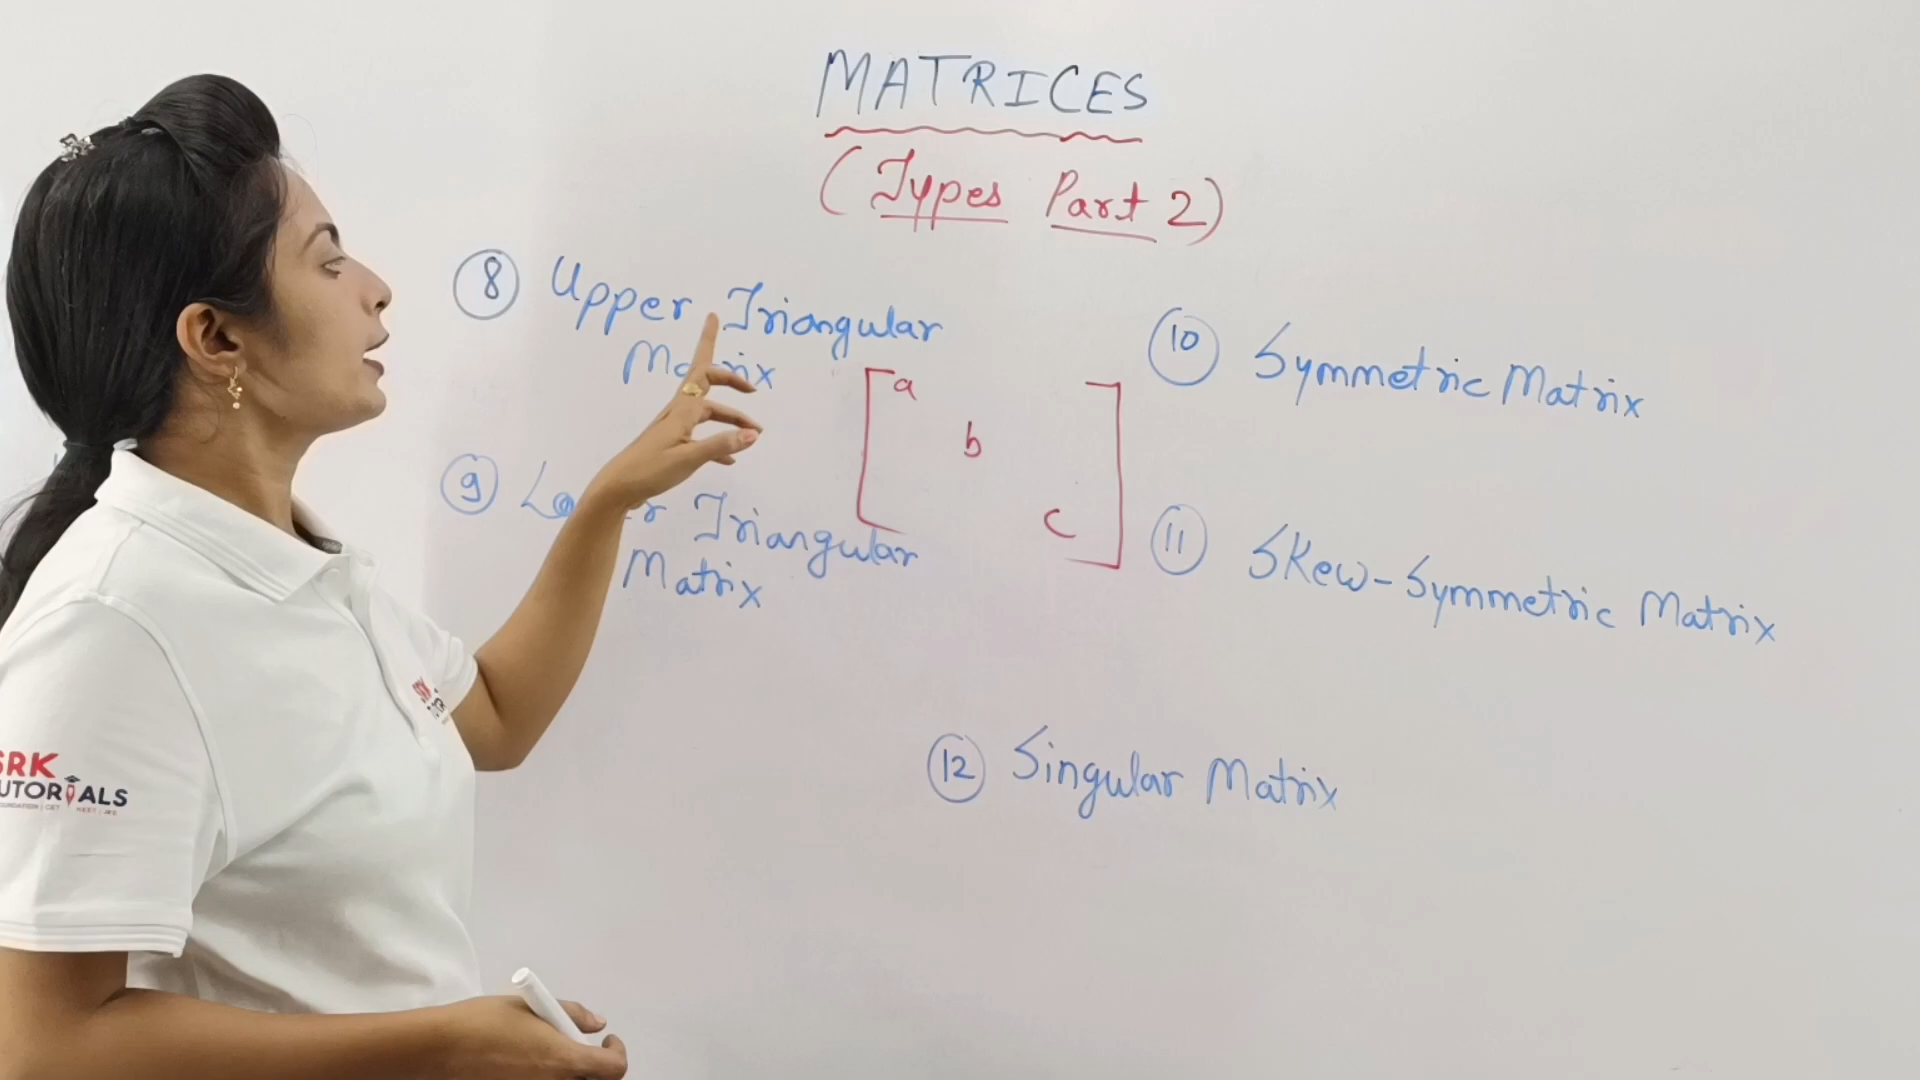 MATRICES
(Types Part 2)
8 Upper Triangular
Matrix
a
b
c
9 Lower Triangular
Matrix
10 Symmetric Matrix
11 Skew-Symmetric Matrix
12 Singular Matrix
SRK
TUTORIALS